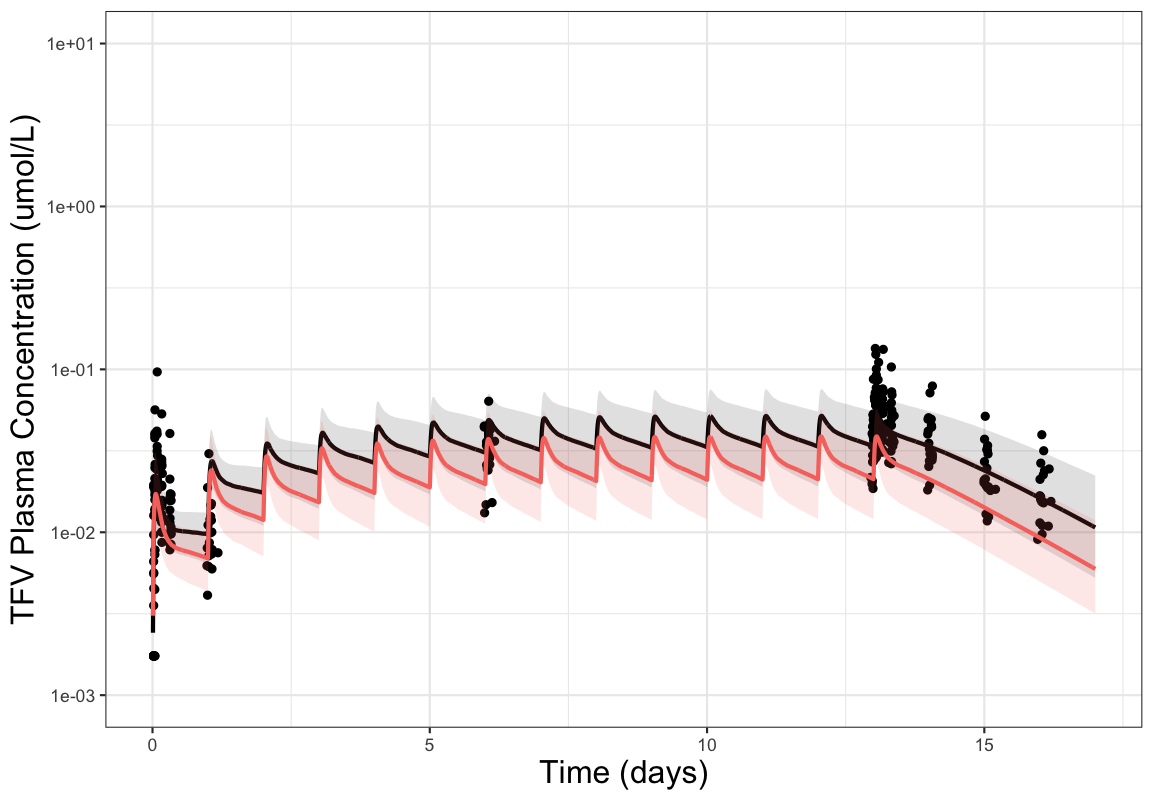 TFV Plasma Concentration (umol/L)
1e+01
1e+00
1e-01
1e-02
1e-03
0
5
10
15
Time (days)